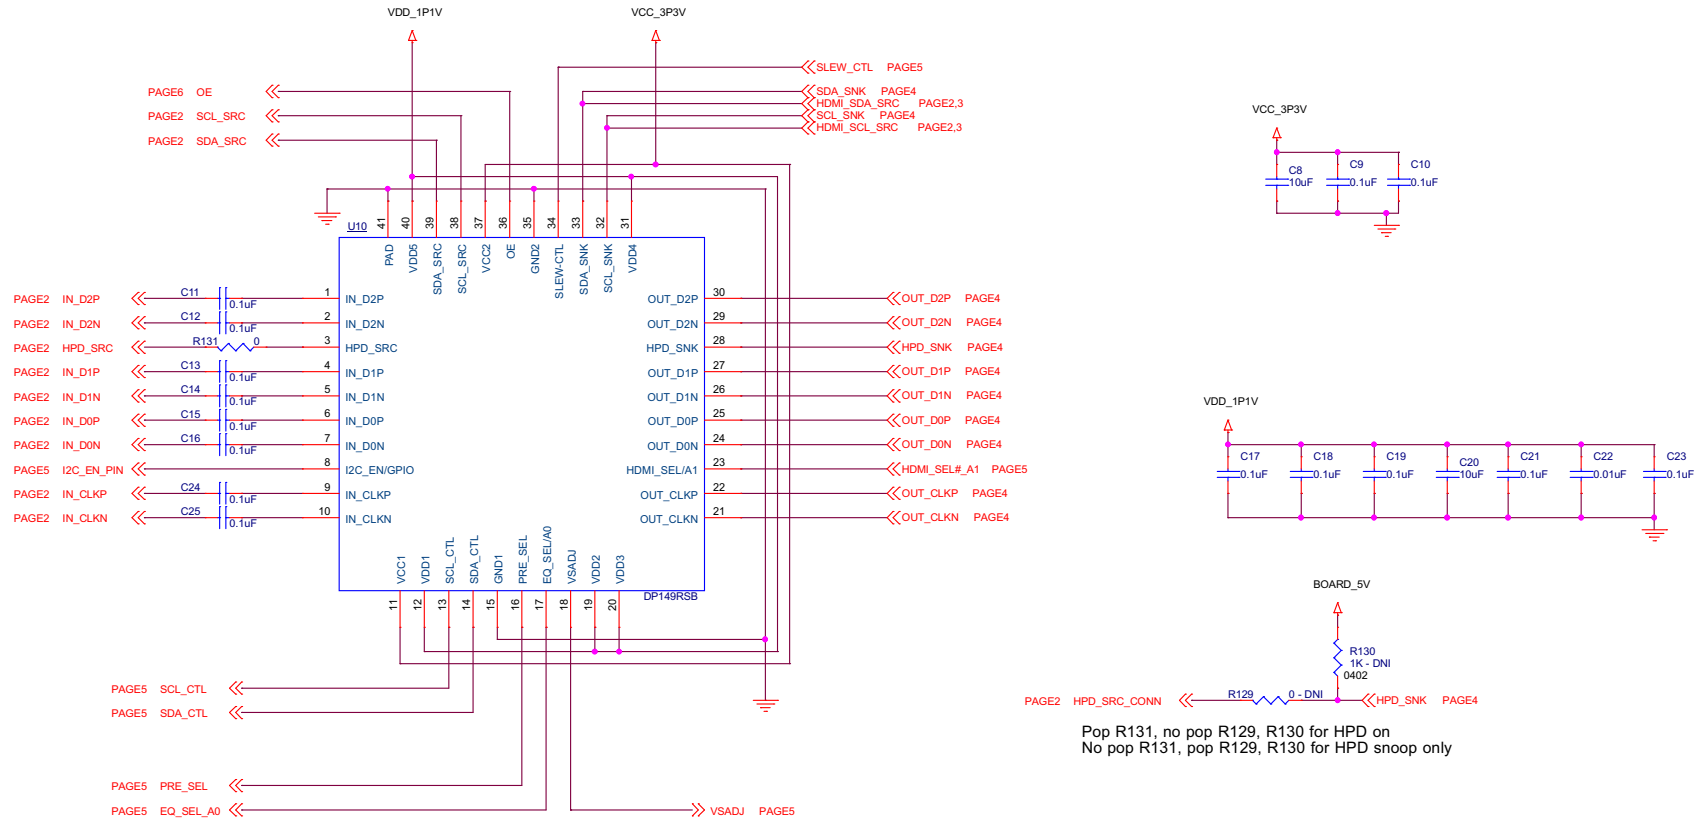 VDD_1P1V
VCC_3P3V
SLEW_CTL PAGE5
PAGE6 OE
SDA_SNK PAGE4
HDMI_SDA_SRC PAGE2,3
PAGE2 SCL_SRC
SCL_SNK PAGE4
HDMI_SCL_SRC PAGE2,3
PAGE2 SDA_SRC
U10
41 40 39 38 37 36 35 34 33 32 31
PAD VDD5 SDA_SRC SCL_SRC VCC2 OE GND2 SLEW-CTL SDA_SNK SCL_SNK VDD4
PAGE2 IN_D2P C11 0.1uF 1 IN_D2P
OUT_D2P 30 OUT_D2P PAGE4
PAGE2 IN_D2N C12 0.1uF 2 IN_D2N
OUT_D2N 29 OUT_D2N PAGE4
PAGE2 HPD_SRC R131 0 3 HPD_SRC
HPD_SNK 28 HPD_SNK PAGE4
PAGE2 IN_D1P C13 0.1uF 4 IN_D1P
OUT_D1P 27 OUT_D1P PAGE4
PAGE2 IN_D1N C14 0.1uF 5 IN_D1N
OUT_D1N 26 OUT_D1N PAGE4
PAGE2 IN_D0P C15 0.1uF 6 IN_D0P
OUT_D0P 25 OUT_D0P PAGE4
PAGE2 IN_D0N C16 0.1uF 7 IN_D0N
OUT_D0N 24 OUT_D0N PAGE4
PAGE5 I2C_EN_PIN 8 I2C_EN/GPIO
HDMI_SEL/A1 23 HDMI_SEL#_A1 PAGE5
PAGE2 IN_CLKP C24 0.1uF 9 IN_CLKP
OUT_CLKP 22 OUT_CLKP PAGE4
PAGE2 IN_CLKN C25 0.1uF 10 IN_CLKN
OUT_CLKN 21 OUT_CLKN PAGE4
VCC1 VDD1 SCL_CTL SDA_CTL GND1 PRE_SEL EQ_SEL/A0 VSADJ VDD2 VDD3
DP149RSB
11 12 13 14 15 16 17 18 19 20
PAGE5 SCL_CTL
PAGE5 SDA_CTL
PAGE5 PRE_SEL
PAGE5 EQ_SEL_A0
VSADJ PAGE5
VCC_3P3V
C8 10uF
C9 0.1uF
C10 0.1uF
VDD_1P1V
C17 0.1uF
C18 0.1uF
C19 0.1uF
C20 10uF
C21 0.1uF
C22 0.01uF
C23 0.1uF
BOARD_5V
R130
1K - DNI
0402
PAGE2 HPD_SRC_CONN R129 0 - DNI HPD_SNK PAGE4
Pop R131, no pop R129, R130 for HPD on
No pop R131, pop R129, R130 for HPD snoop only